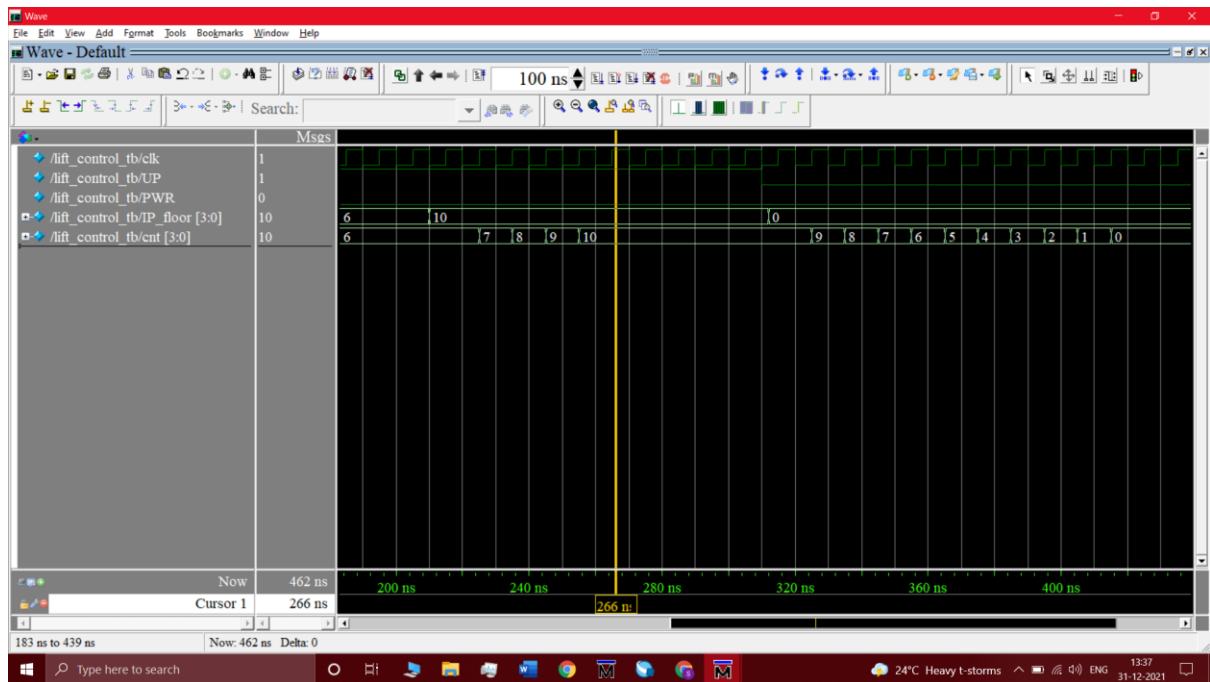 Wave
File Edit View Add Format Tools Bookmarks Window Help
Wave - Default
100 ns
Search:
Msgs
/lift_control_tb/clk 1
/lift_control_tb/UP 1
/lift_control_tb/PWR 0
/lift_control_tb/IP_floor [3:0] 10 6 10 0
/lift_control_tb/cnt [3:0] 10 6 7 8 9 10 9 8 7 6 5 4 3 2 1 0
Now 462 ns 200 ns 240 ns 280 ns 320 ns 360 ns 400 ns
Cursor 1 266 ns 266 n
183 ns to 439 ns Now: 462 ns Delta: 0
Type here to search 24°C Heavy t-storms ENG 13:37
31-12-2021